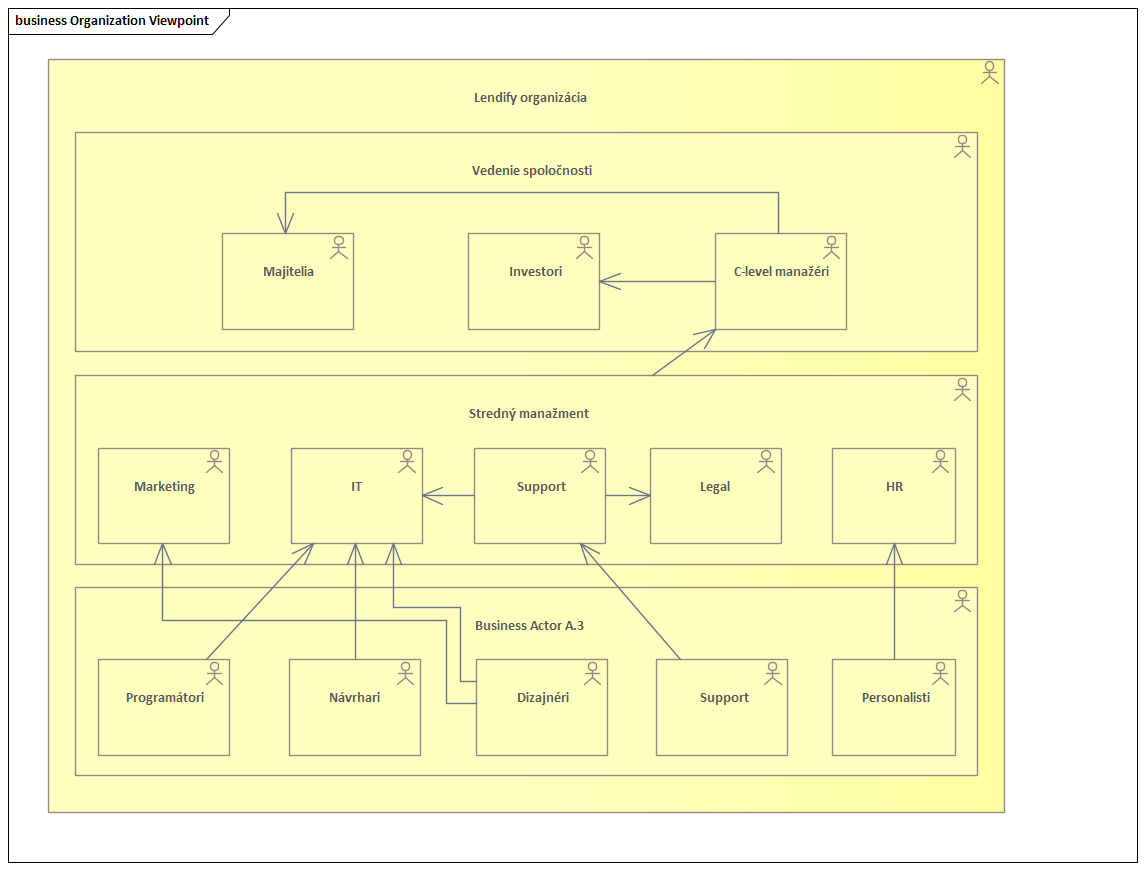 business Organization Viewpoint
Lendify organizácia
Vedenie spoločnosti
Majitelia
Investori
C-level manažéri
Stredný manažment
Marketing
IT
Support
Legal
HR
Business Actor A.3
Programátori
Návrhari
Dizajnéri
Support
Personalisti